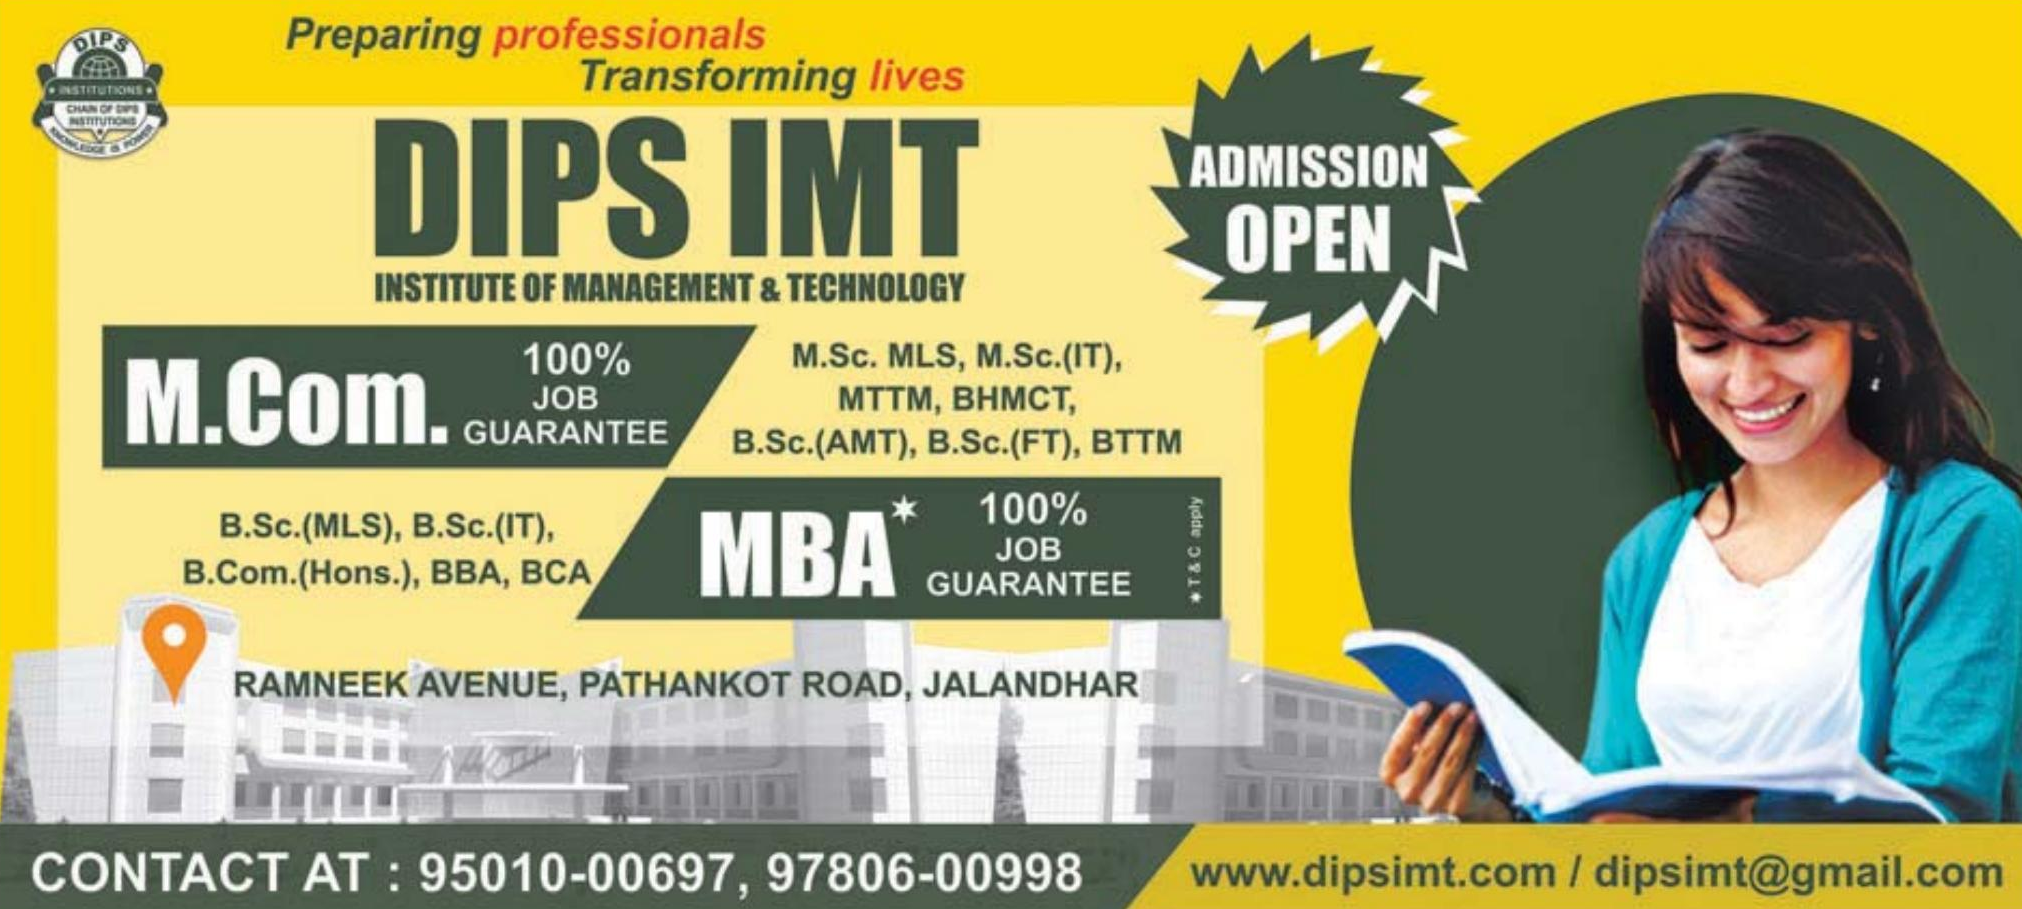 DIPS
INSTITUTIONS
CHAIN OF DIPS
INSTITUTIONS
KNOWLEDGE IS POWER
Preparing professionals
Transforming lives
DIPS IMT
INSTITUTE OF MANAGEMENT & TECHNOLOGY
ADMISSION
OPEN
M.Com.
100%
JOB
GUARANTEE
M.Sc. MLS, M.Sc.(IT),
MTTM, BHMCT,
B.Sc.(AMT), B.Sc.(FT), BTTM
B.Sc.(MLS), B.Sc.(IT),
B.Com.(Hons.), BBA, BCA
MBA*
100%
JOB
GUARANTEE
* T & C apply
RAMNEEK AVENUE, PATHANKOT ROAD, JALANDHAR
CONTACT AT : 95010-00697, 97806-00998
www.dipsimt.com / dipsimt@gmail.com